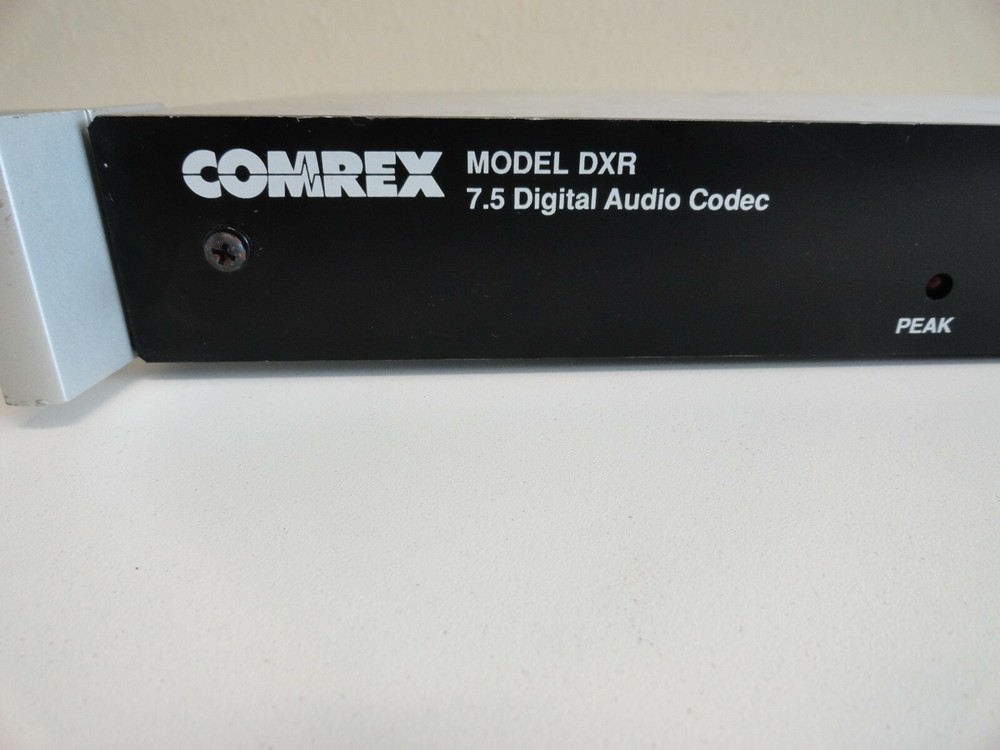 COMREX
MODEL DXR
7.5 Digital Audio Codec
PEAK